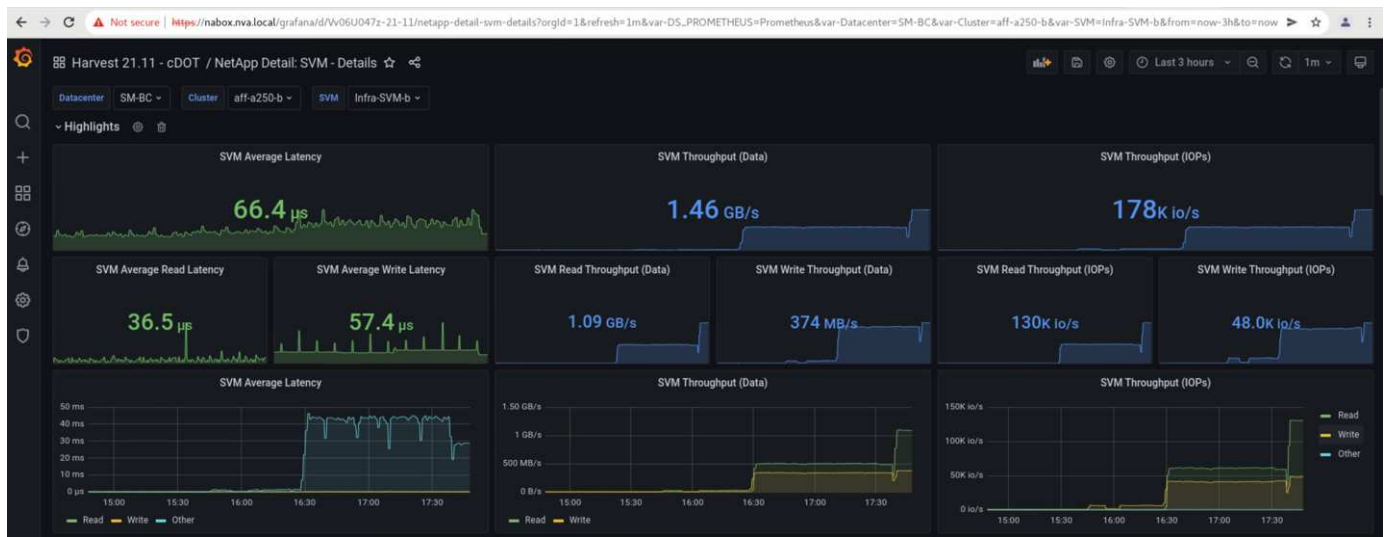 Not secure | https://nabox.nva.local/grafana/d/Vv06U047z-21-11/netapp-detail-svm-details?orgId=1&refresh=1m&var-DS_PROMETHEUS=Prometheus&var-Datacenter=SM-BC&var-Cluster=aff-a250-b&var-SVM=Infra-SVM-b&from=now-3h&to=now
Harvest 21.11 - cDOT / NetApp Detail: SVM - Details
Last 3 hours
1m
Datacenter SM-BC Cluster aff-a250-b SVM Infra-SVM-b
Highlights
SVM Average Latency
66.4 µs
SVM Throughput (Data)
1.46 GB/s
SVM Throughput (IOPs)
178K io/s
SVM Average Read Latency
36.5 µs
SVM Average Write Latency
57.4 µs
SVM Read Throughput (Data)
1.09 GB/s
SVM Write Throughput (Data)
374 MB/s
SVM Read Throughput (IOPs)
130K io/s
SVM Write Throughput (IOPs)
48.0K io/s
SVM Average Latency
50 ms
40 ms
30 ms
20 ms
10 ms
0 µs
15:00 15:30 16:00 16:30 17:00 17:30
Read Write Other
SVM Throughput (Data)
1.50 GB/s
1 GB/s
500 MB/s
0 B/s
15:00 15:30 16:00 16:30 17:00 17:30
Read Write
SVM Throughput (IOPs)
150K io/s
100K io/s
50K io/s
0 io/s
15:00 15:30 16:00 16:30 17:00 17:30
Read
Write
Other